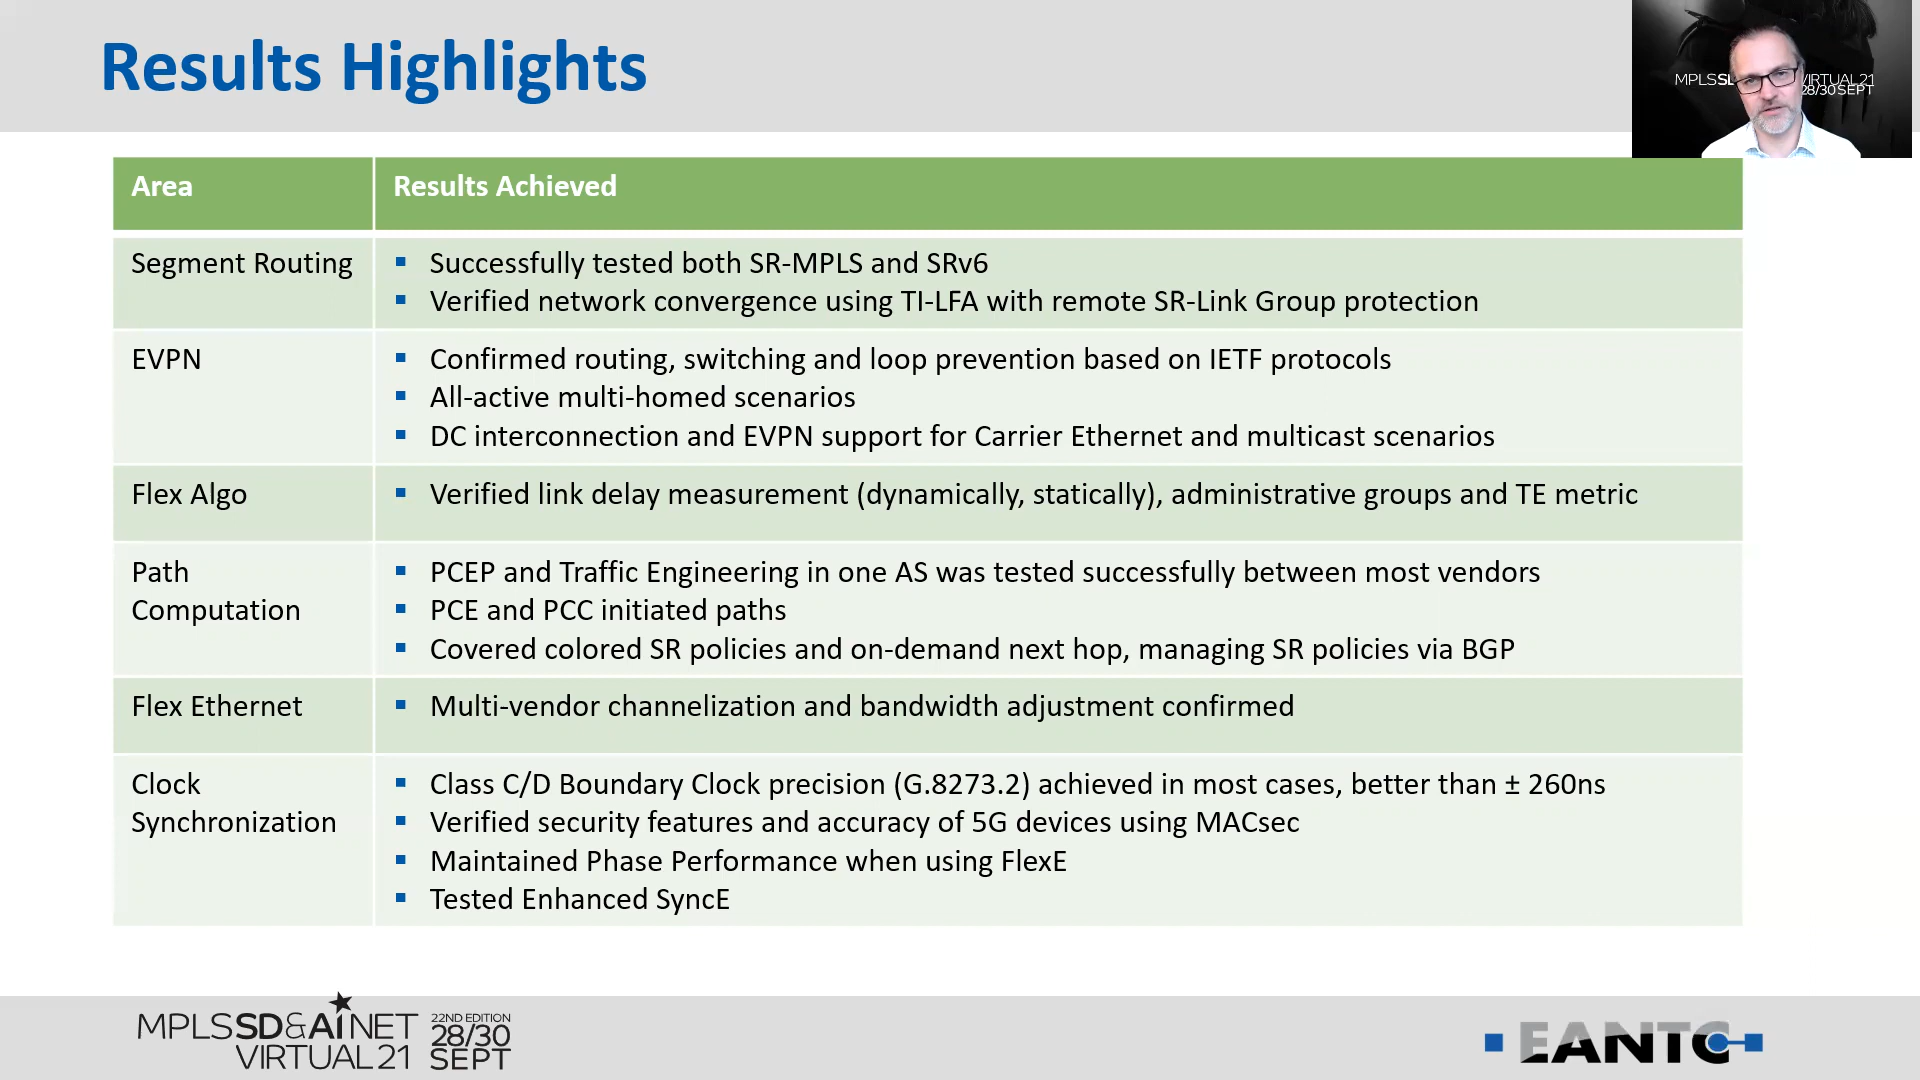 Results Highlights
MPLSSD
VIRTUAL21
28/30 SEPT
Area
Results Achieved
Segment Routing
▪ Successfully tested both SR-MPLS and SRv6
▪ Verified network convergence using TI-LFA with remote SR-Link Group protection
EVPN
▪ Confirmed routing, switching and loop prevention based on IETF protocols
▪ All-active multi-homed scenarios
▪ DC interconnection and EVPN support for Carrier Ethernet and multicast scenarios
Flex Algo
▪ Verified link delay measurement (dynamically, statically), administrative groups and TE metric
Path
Computation
▪ PCEP and Traffic Engineering in one AS was tested successfully between most vendors
▪ PCE and PCC initiated paths
▪ Covered colored SR policies and on-demand next hop, managing SR policies via BGP
Flex Ethernet
▪ Multi-vendor channelization and bandwidth adjustment confirmed
Clock
Synchronization
▪ Class C/D Boundary Clock precision (G.8273.2) achieved in most cases, better than ± 260ns
▪ Verified security features and accuracy of 5G devices using MACsec
▪ Maintained Phase Performance when using FlexE
▪ Tested Enhanced SyncE
MPLSSD&AINET
VIRTUAL21
22ND EDITION
28/30
SEPT
EANTC